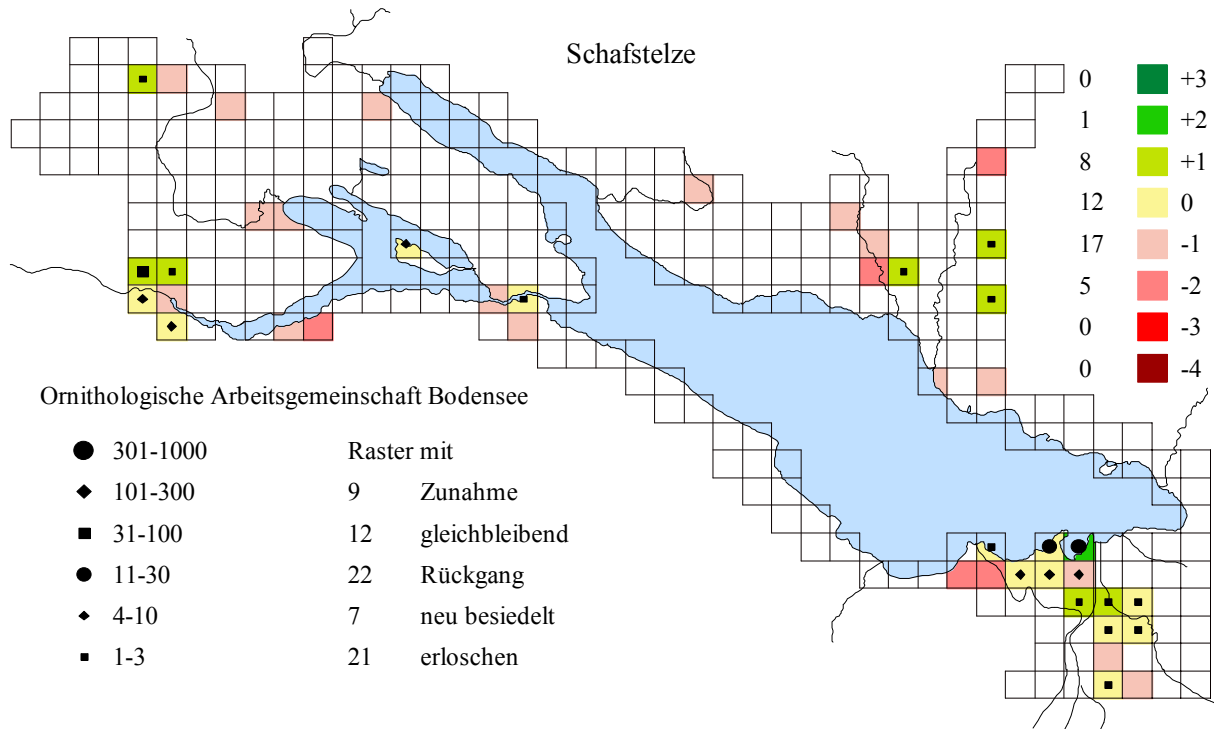 Schafstelze
0 +3
1 +2
8 +1
12 0
17 -1
5 -2
0 -3
0 -4
Ornithologische Arbeitsgemeinschaft Bodensee
301-1000 Raster mit
101-300 9 Zunahme
31-100 12 gleichbleibend
11-30 22 Rückgang
4-10 7 neu besiedelt
1-3 21 erloschen